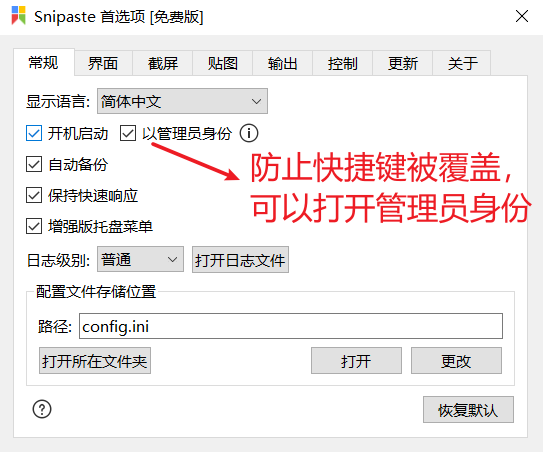 Snipaste 首选项 [免费版]
常规 界面 截屏 贴图 输出 控制 更新 关于
显示语言: 简体中文
开机启动 以管理员身份
自动备份
防止快捷键被覆盖，
保持快速响应
可以打开管理员身份
增强版托盘菜单
日志级别: 普通 打开日志文件
配置文件存储位置
路径: config.ini
打开所在文件夹 打开 更改
恢复默认